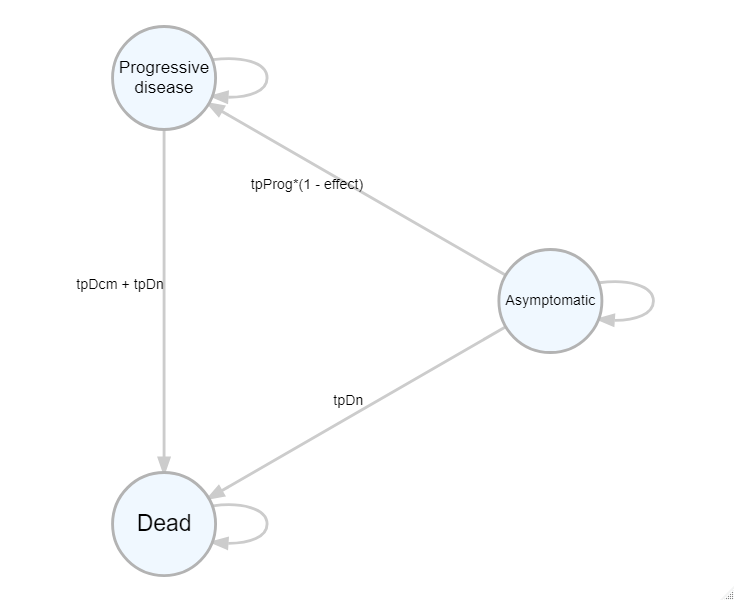 Progressive
disease
tpProg*(1 - effect)
tpDcm + tpDn
Asymptomatic
tpDn
Dead